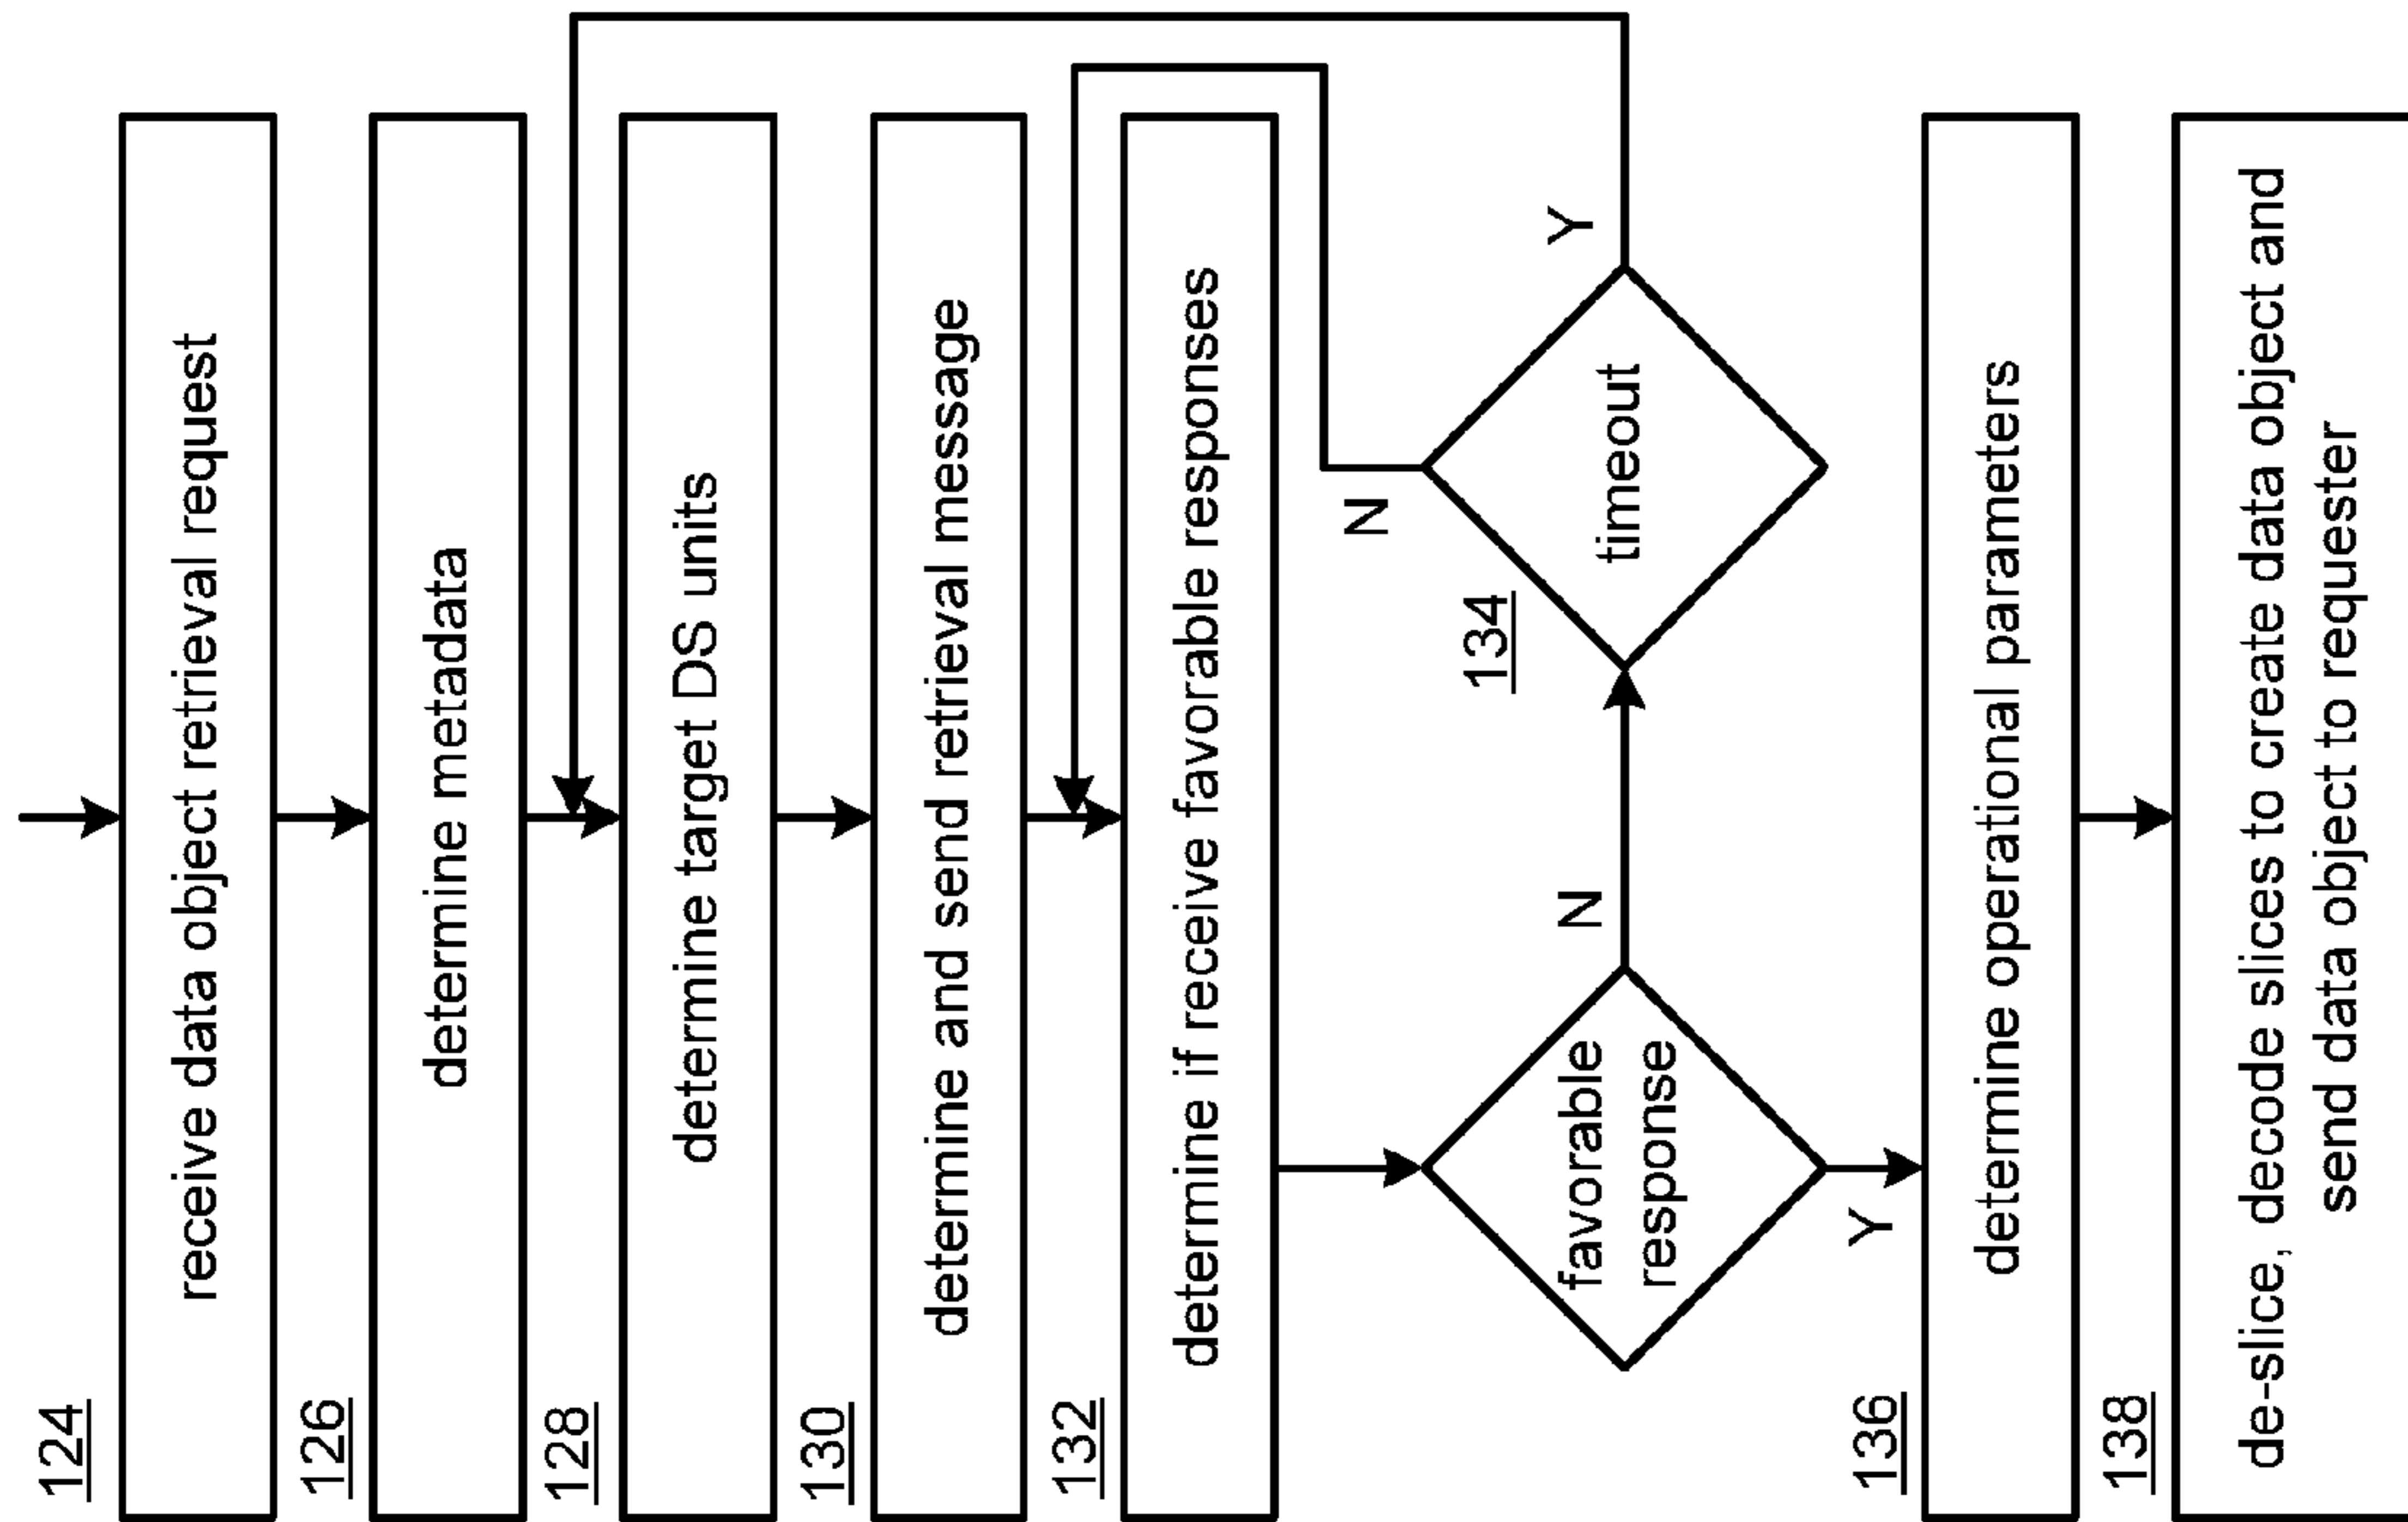 124
receive data object retrieval request
126
determine metadata
128
determine target DS units
130
determine and send retrieval message
132
determine if receive favorable responses
favorable
response
N
Y
134
timeout
N
Y
136
determine operational parameters
138
de-slice, decode slices to create data object and
send data object to requester